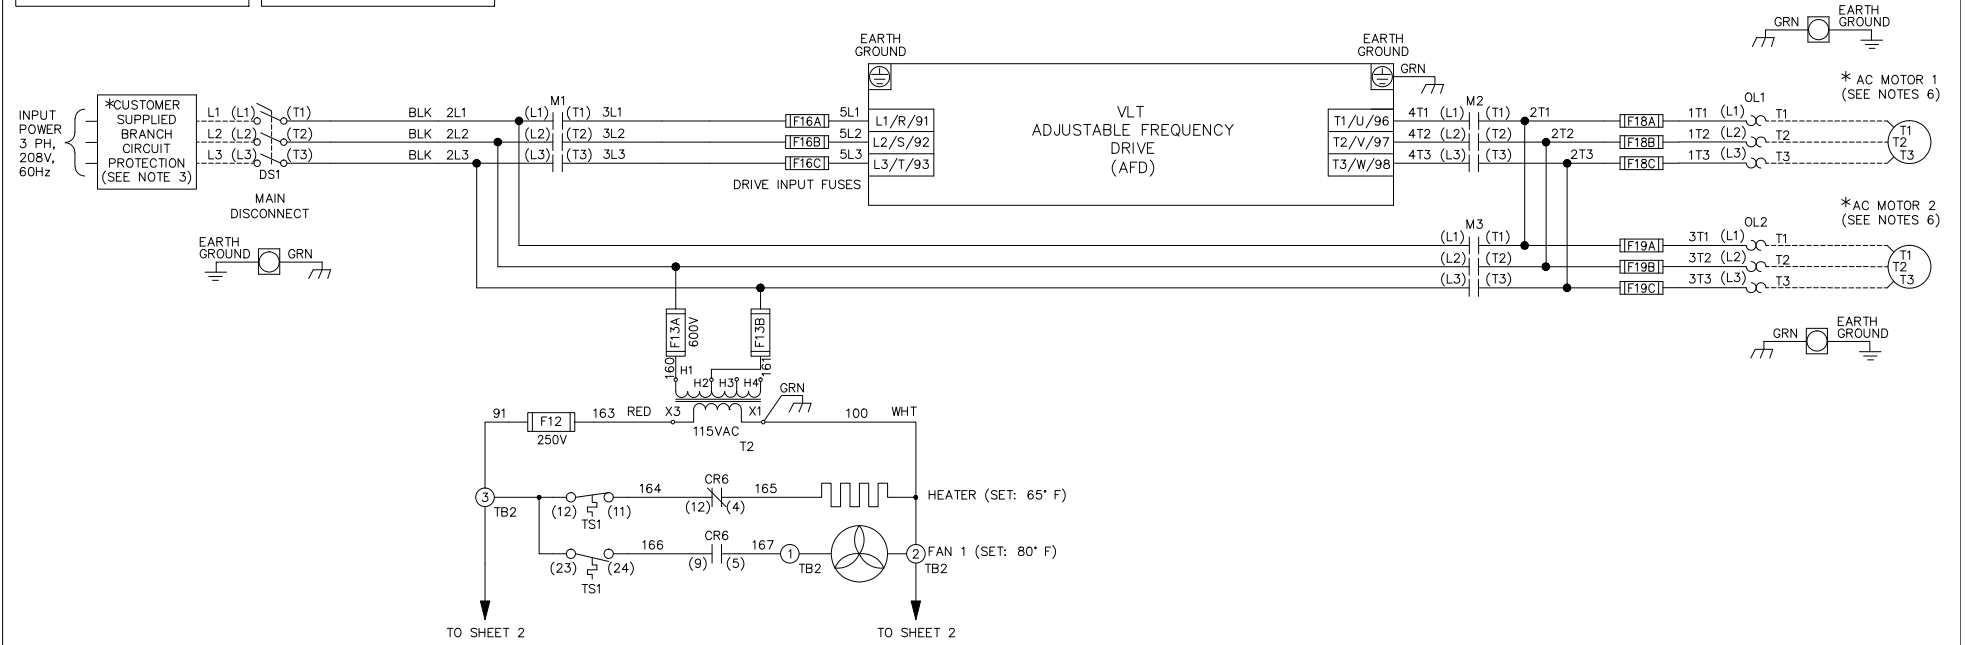 EARTH
GROUND
GRN
EARTH
GROUND
EARTH
GROUND
GRN
INPUT
POWER
3 PH,
208V,
60Hz
*CUSTOMER
SUPPLIED
BRANCH
CIRCUIT
PROTECTION
(SEE NOTE 3)
L1 (L1) (T1) BLK 2L1 (L1) M1 (T1) 3L1 F16A 5L1 L1/R/91
L2 (L2) (T2) BLK 2L2 (L2) (T2) 3L2 F16B 5L2 L2/S/92
L3 (L3) (T3) BLK 2L3 (L3) (T3) 3L3 F16C 5L3 L3/T/93
DS1
MAIN
DISCONNECT
DRIVE INPUT FUSES
VLT
ADJUSTABLE FREQUENCY
DRIVE
(AFD)
T1/U/96 4T1 (L1) M2 (T1) 2T1 F18A 1T1 (L1) OL1 T1
T2/V/97 4T2 (L2) (T2) 2T2 F18B 1T2 (L2) T2
T3/W/98 4T3 (L3) (T3) 2T3 F18C 1T3 (L3) T3
* AC MOTOR 1
(SEE NOTES 6)
T1
T2
T3
EARTH
GROUND GRN
*AC MOTOR 2
(SEE NOTES 6)
M3
(L1) (T1) F19A 3T1 (L1) OL2 T1
(L2) (T2) F19B 3T2 (L2) T2
(L3) (T3) F19C 3T3 (L3) T3
T1
T2
T3
GRN EARTH
GROUND
F13A
600V
F13B
160 H1 H2 H3 H4 161
GRN
91 F12 163 RED X3 X1 100 WHT
250V
115VAC
T2
3
TB2
(12) TS1 (11) 164 CR6 (12) (4) 165 HEATER (SET: 65° F)
(23) TS1 (24) 166 CR6 (9) (5) 167 1 TB2 2 FAN 1 (SET: 80° F)
TB2
TO SHEET 2
TO SHEET 2